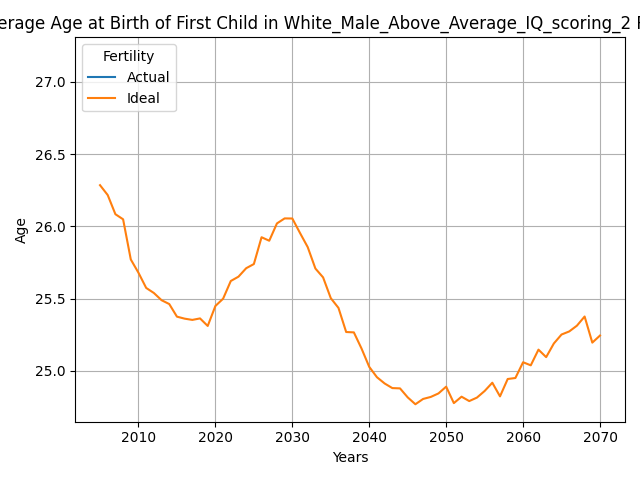 erage Age at Birth of First Child in White_Male_Above_Average_IQ_scoring_2
Fertility
Actual
Ideal
27.0
26.5
26.0
25.5
25.0
Age
2010 2020 2030 2040 2050 2060 2070
Years